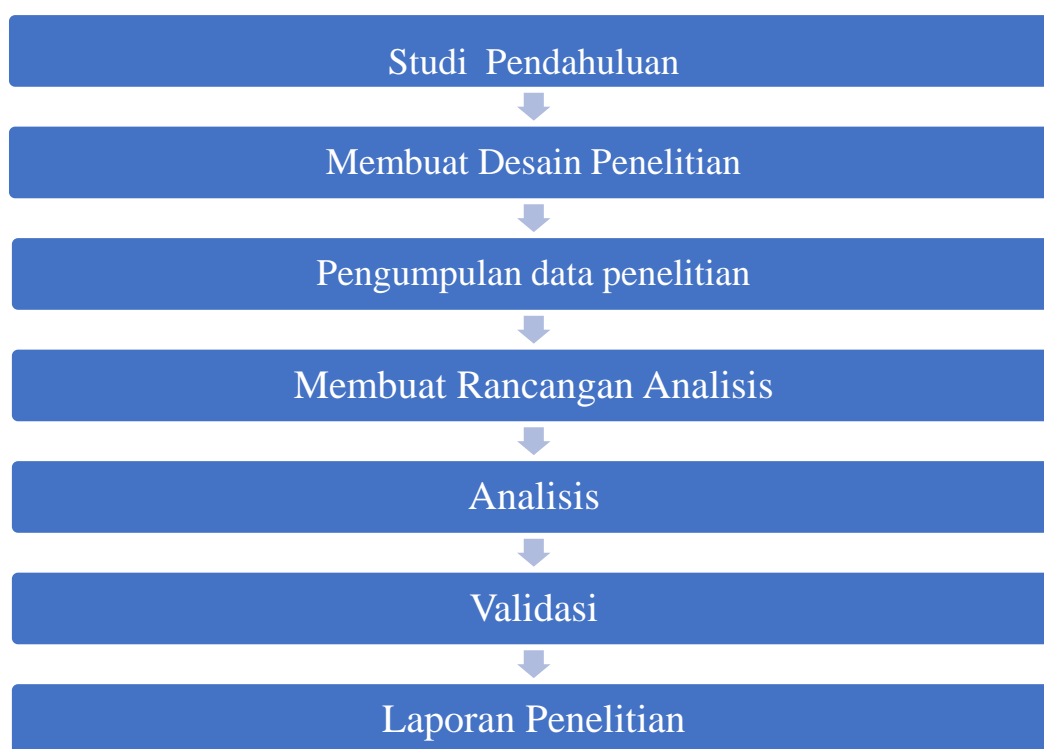 Studi Pendahuluan
Membuat Desain Penelitian
Pengumpulan data penelitian
Membuat Rancangan Analisis
Analisis
Validasi
Laporan Penelitian